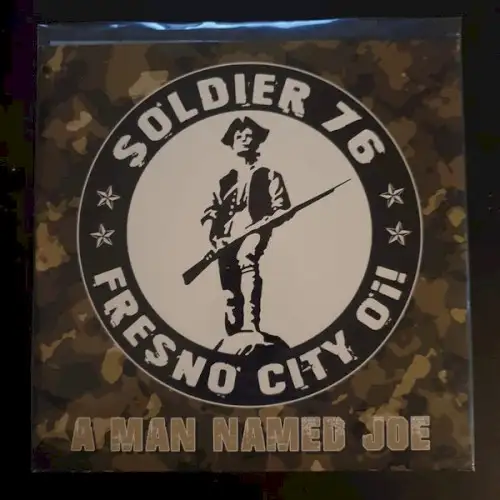 SOLDIER 76
FRESNO CITY Oi!
A MAN NAMED JOE